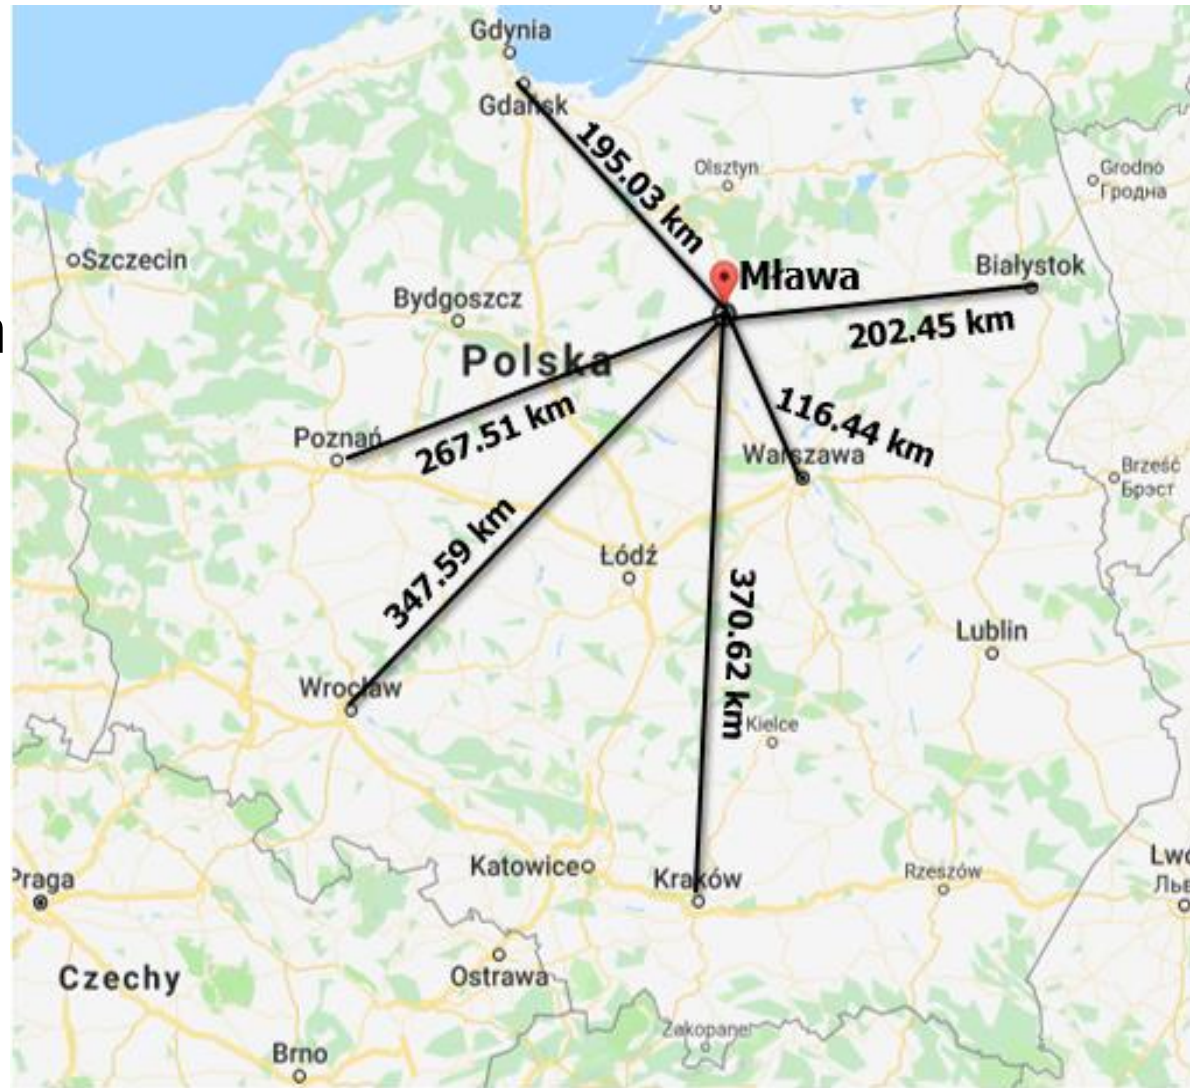 Gdynia
Gdańsk
195.03 km
Olsztyn
Grodno
Гродна
Szczecin
Mława
Białystok
Bydgoszcz
202.45 km
Polska
116.44 km
267.51 km
Poznań
Warszawa
Brześć
Брэст
347.59 km
Łódź
370.62 km
Lublin
Wrocław
Kielce
Katowice
Kraków
Rzeszów
Praga
Ostrawa
Czechy
Zakopane
Brno